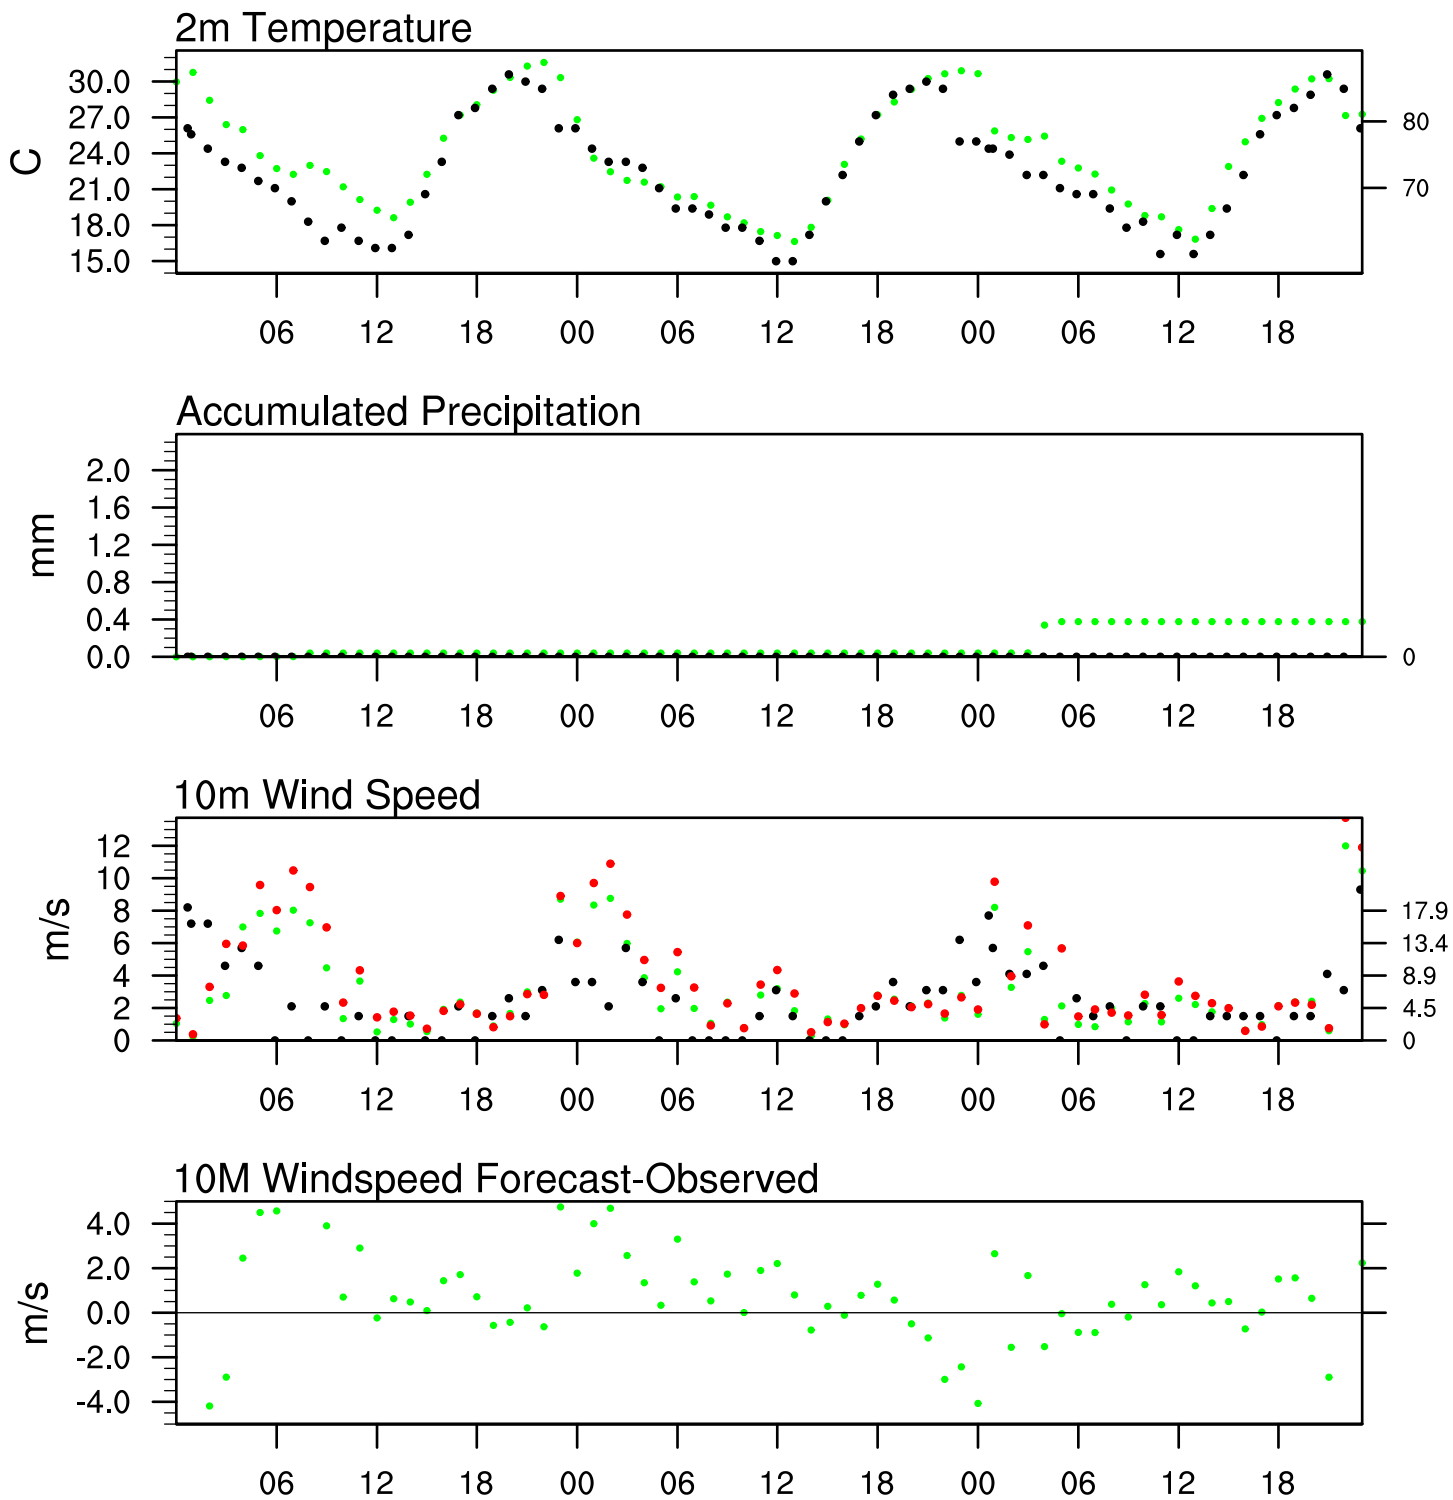 2m Temperature
30.0
27.0
24.0
21.0
18.0
15.0
C
80
70
06 12 18 00 06 12 18 00 06 12 18
Accumulated Precipitation
2.0
1.6
1.2
0.8
0.4
0.0
mm
0
06 12 18 00 06 12 18 00 06 12 18
10m Wind Speed
12
10
8
6
4
2
0
m/s
17.9
13.4
8.9
4.5
0
06 12 18 00 06 12 18 00 06 12 18
10M Windspeed Forecast-Observed
4.0
2.0
0.0
-2.0
-4.0
m/s
06 12 18 00 06 12 18 00 06 12 18